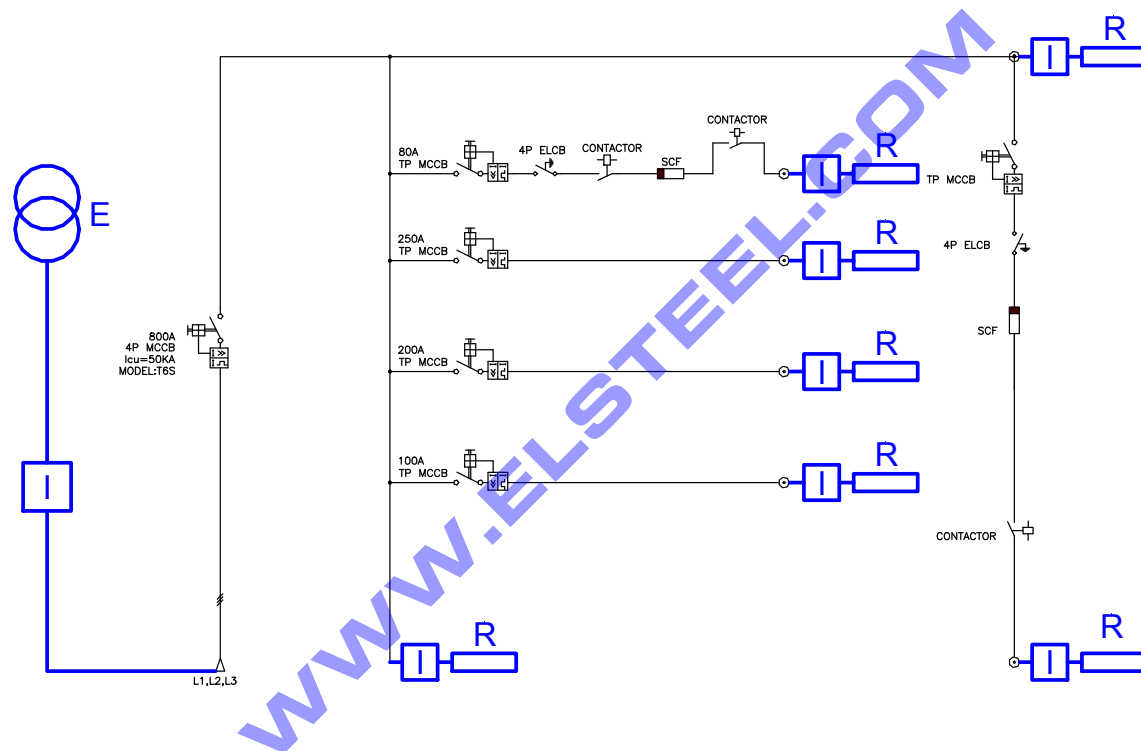 R
I
CONTACTOR
80A
TP MCCB
4P ELCB
CONTACTOR
SCF
R
I
TP MCCB
E
250A
TP MCCB
R
I
4P ELCB
800A
4P MCCB
Icu=50KA
MODEL:T6S
SCF
200A
TP MCCB
R
I
100A
TP MCCB
R
I
I
CONTACTOR
R
I
R
I
L1,L2,L3
WWW.ELSTEEL.COM